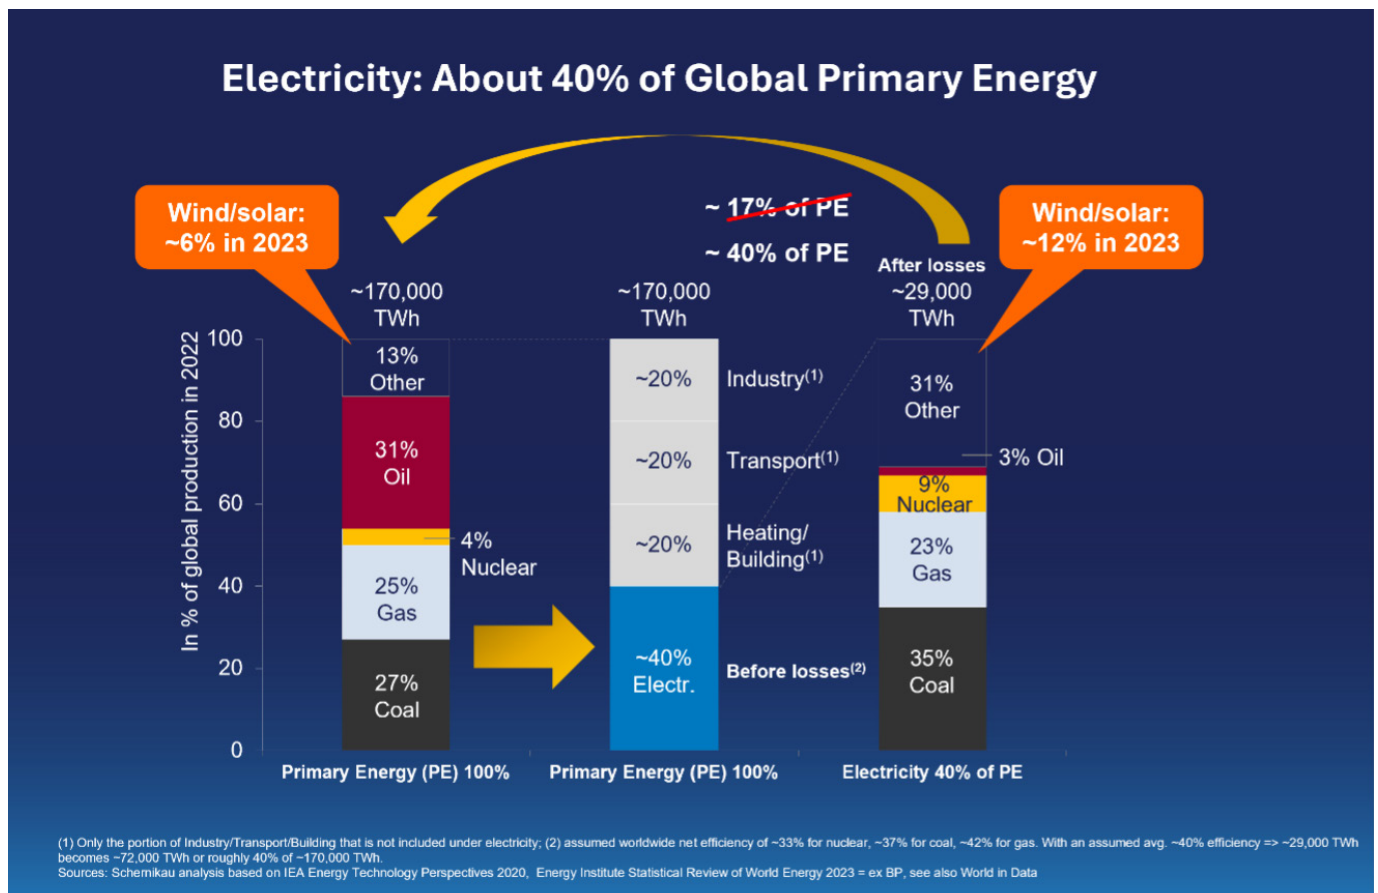 Electricity: About 40% of Global Primary Energy
Wind/solar:
~6% in 2023
~ 17% of PE
~ 40% of PE
Wind/solar:
~12% in 2023
After losses
~170,000
TWh
~170,000
TWh
~29,000
TWh
In % of global production in 2022
100
80
60
40
20
0
13%
Other
31%
Oil
4%
Nuclear
25%
Gas
27%
Coal
~20%
Industry(1)
~20%
Transport(1)
~20%
Heating/
Building(1)
~40%
Electr.
Before losses(2)
31%
Other
3% Oil
9%
Nuclear
23%
Gas
35%
Coal
Primary Energy (PE) 100%
Primary Energy (PE) 100%
Electricity 40% of PE
(1) Only the portion of Industry/Transport/Building that is not included under electricity; (2) assumed worldwide net efficiency of ~33% for nuclear, ~37% for coal, ~42% for gas. With an assumed avg. ~40% efficiency => ~29,000 TWh
becomes ~72,000 TWh or roughly 40% of ~170,000 TWh.
Sources: Schernikau analysis based on IEA Energy Technology Perspectives 2020, Energy Institute Statistical Review of World Energy 2023 = ex BP, see also World in Data